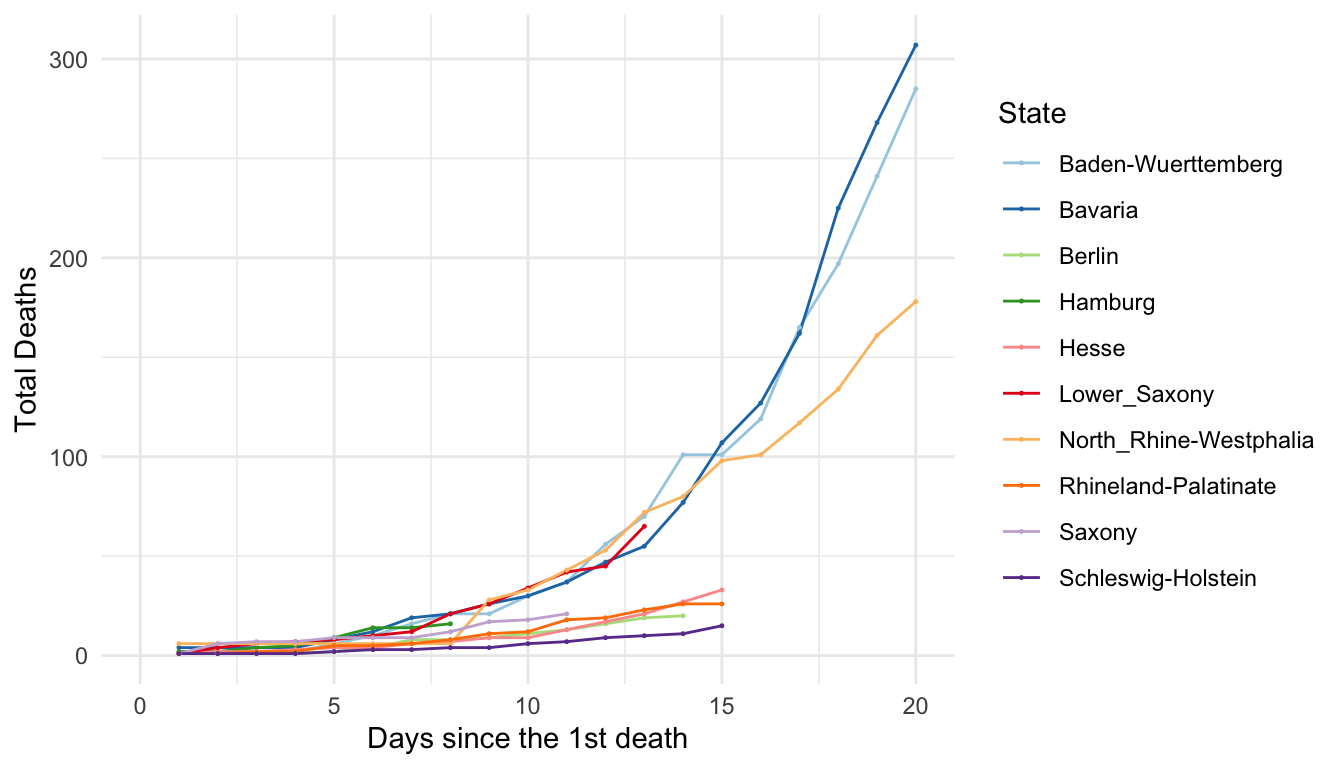 300
200
100
0
Total Deaths
0 5 10 15 20
Days since the 1st death
State
Baden-Wuerttemberg
Bavaria
Berlin
Hamburg
Hesse
Lower_Saxony
North_Rhine-Westphalia
Rhineland-Palatinate
Saxony
Schleswig-Holstein